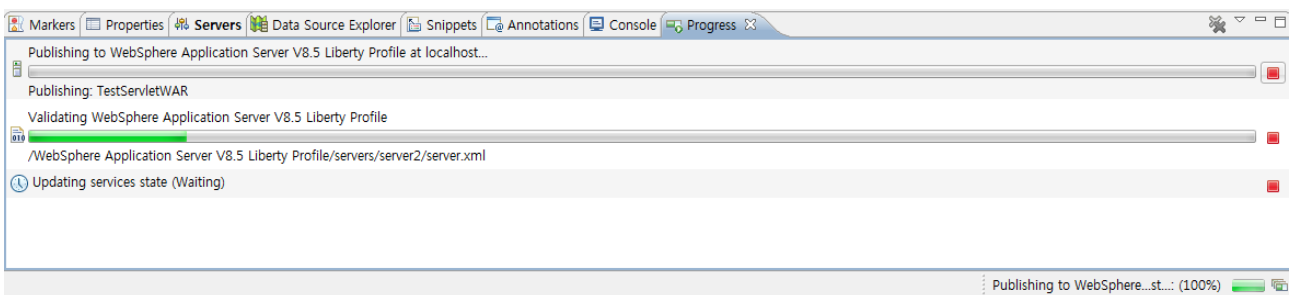 Markers Properties Servers Data Source Explorer Snippets Annotations Console Progress
Publishing to WebSphere Application Server V8.5 Liberty Profile at localhost...
Publishing: TestServletWAR
Validating WebSphere Application Server V8.5 Liberty Profile
010
/WebSphere Application Server V8.5 Liberty Profile/servers/server2/server.xml
Updating services state (Waiting)
Publishing to WebSphere...st...: (100%)